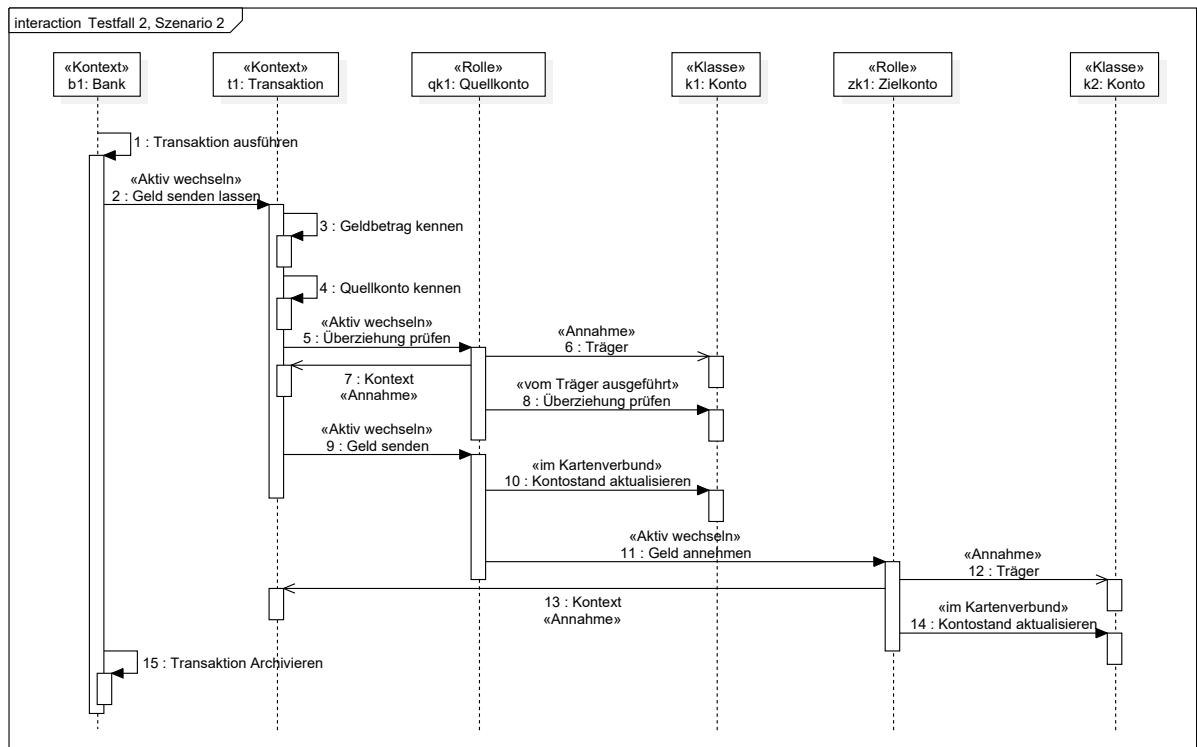 interaction Testfall 2, Szenario 2
«Kontext»
b1: Bank
«Kontext»
t1: Transaktion
«Rolle»
qk1: Quellkonto
«Klasse»
k1: Konto
«Rolle»
zk1: Zielkonto
«Klasse»
k2: Konto
1 : Transaktion ausführen
«Aktiv wechseln»
2 : Geld senden lassen
3 : Geldbetrag kennen
4 : Quellkonto kennen
«Aktiv wechseln»
5 : Überziehung prüfen
«Annahme»
6 : Träger
7 : Kontext
«Annahme»
«vom Träger ausgeführt»
8 : Überziehung prüfen
«Aktiv wechseln»
9 : Geld senden
«im Kartenverbund»
10 : Kontostand aktualisieren
«Aktiv wechseln»
11 : Geld annehmen
«Annahme»
12 : Träger
13 : Kontext
«Annahme»
«im Kartenverbund»
14 : Kontostand aktualisieren
15 : Transaktion Archivieren